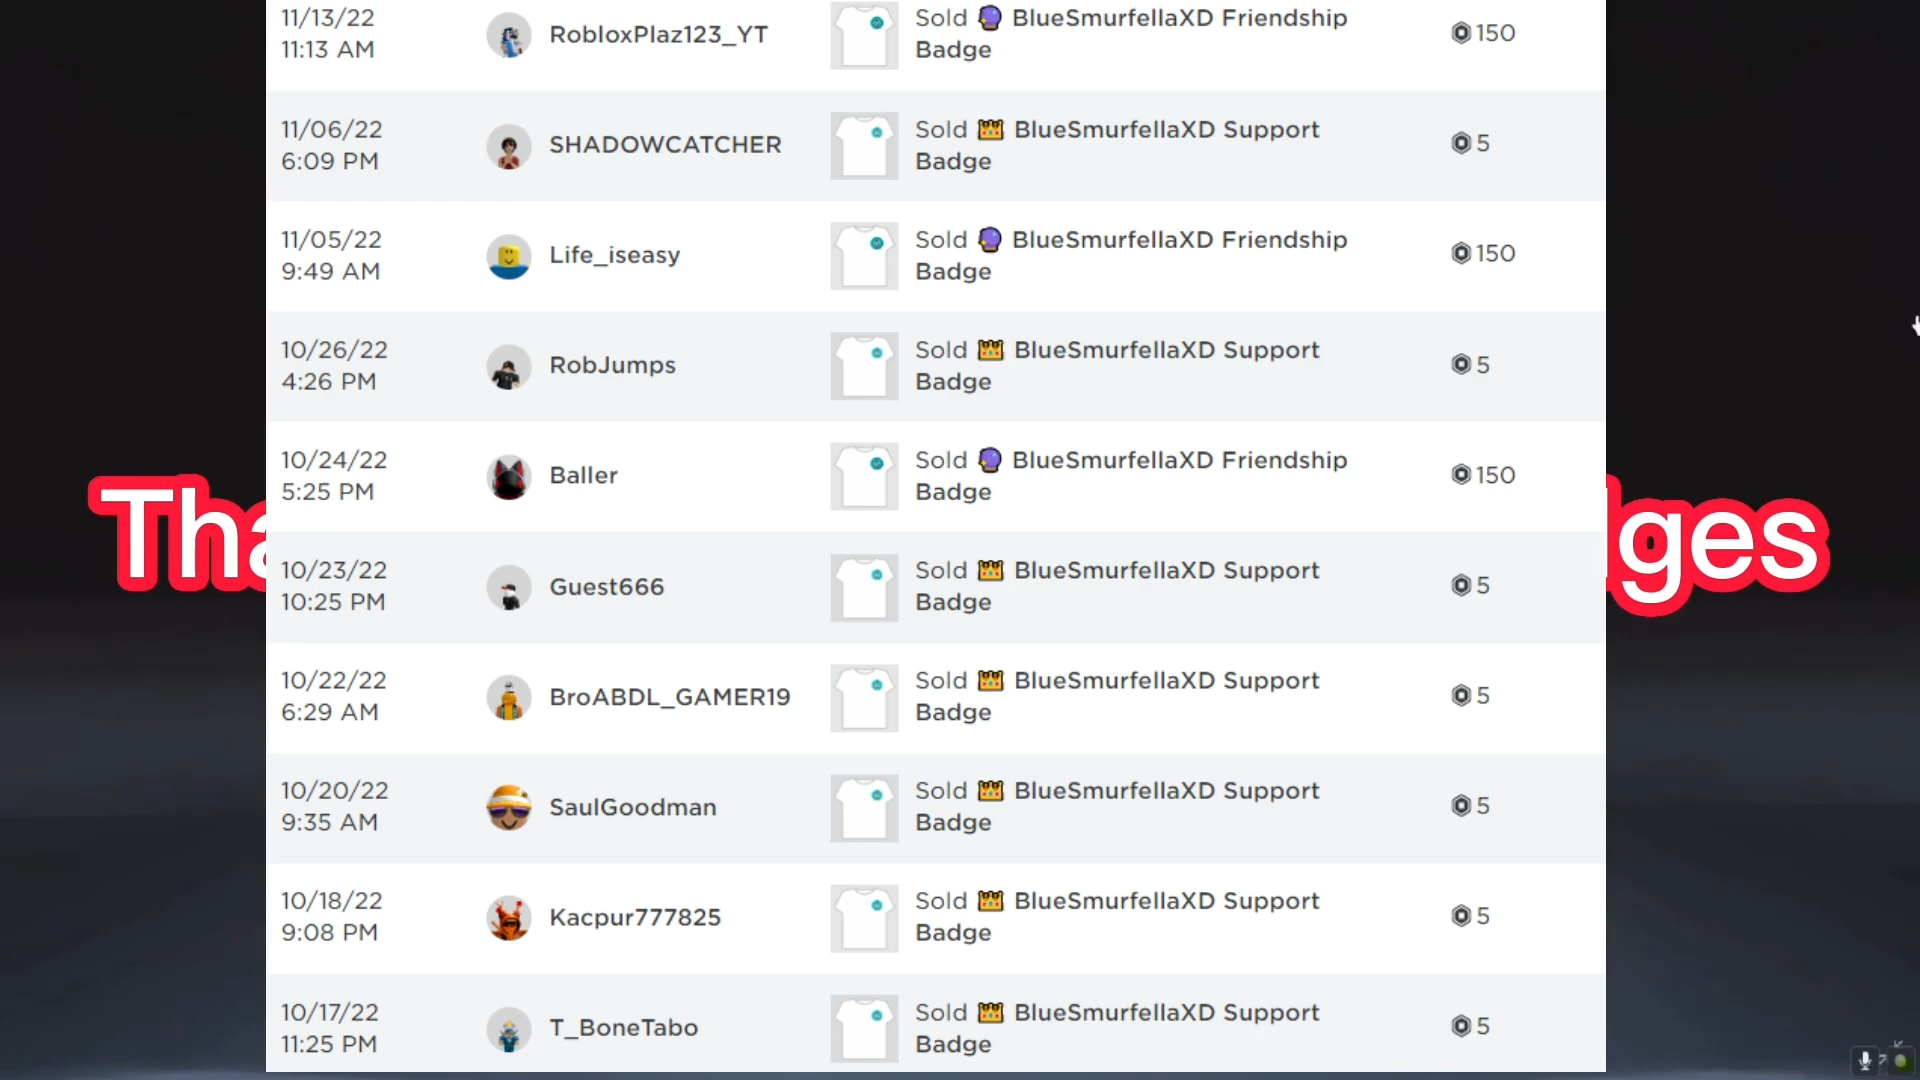 11/13/22
11:13 AM
RobloxPlaz123_YT
Sold 🔮 BlueSmurfellaXD Friendship
Badge
150
11/06/22
6:09 PM
SHADOWCATCHER
Sold 👑 BlueSmurfellaXD Support
Badge
5
11/05/22
9:49 AM
Life_iseasy
Sold 🔮 BlueSmurfellaXD Friendship
Badge
150
10/26/22
4:26 PM
RobJumps
Sold 👑 BlueSmurfellaXD Support
Badge
5
10/24/22
5:25 PM
Baller
Sold 🔮 BlueSmurfellaXD Friendship
Badge
150
Tha
dges
10/23/22
10:25 PM
Guest666
Sold 👑 BlueSmurfellaXD Support
Badge
5
10/22/22
6:29 AM
BroABDL_GAMER19
Sold 👑 BlueSmurfellaXD Support
Badge
5
10/20/22
9:35 AM
SaulGoodman
Sold 👑 BlueSmurfellaXD Support
Badge
5
10/18/22
9:08 PM
Kacpur777825
Sold 👑 BlueSmurfellaXD Support
Badge
5
10/17/22
11:25 PM
T_BoneTabo
Sold 👑 BlueSmurfellaXD Support
Badge
5